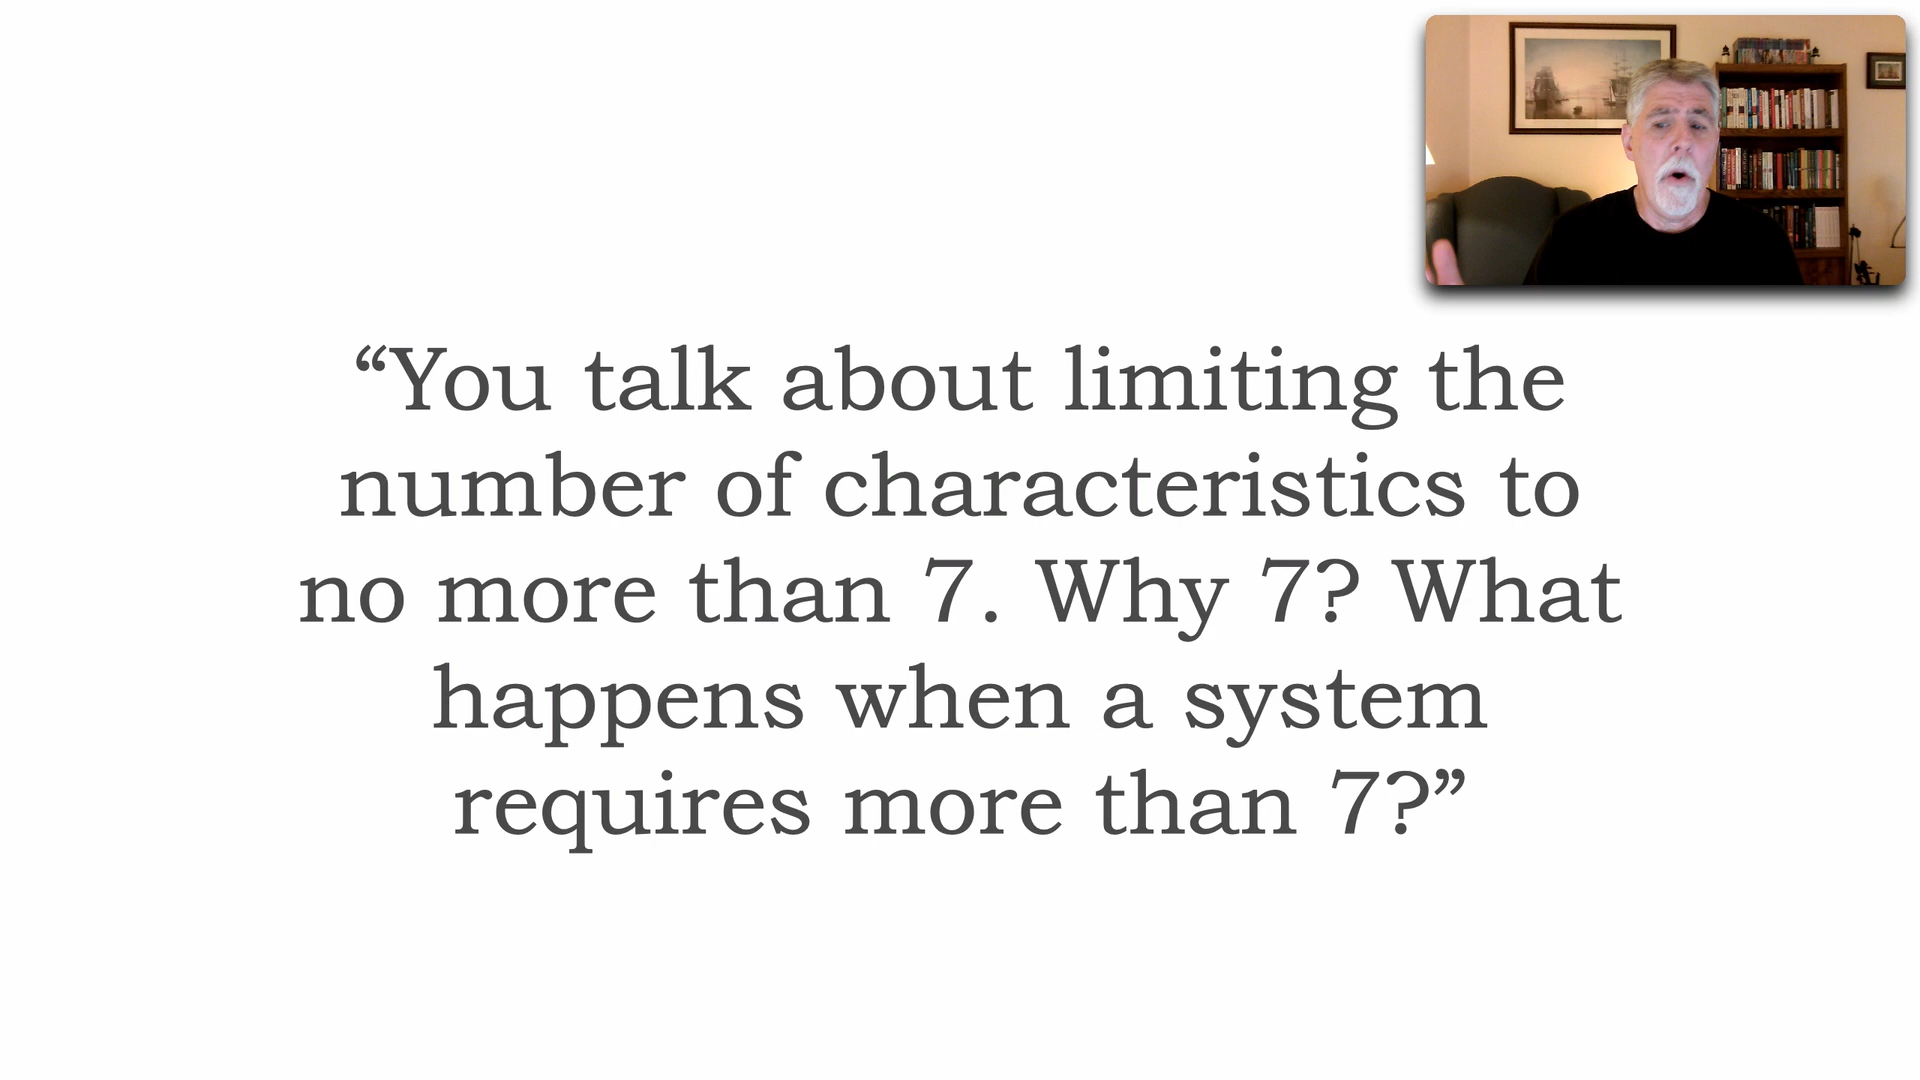 “You talk about limiting the
number of characteristics to
no more than 7. Why 7? What
happens when a system
requires more than 7?”